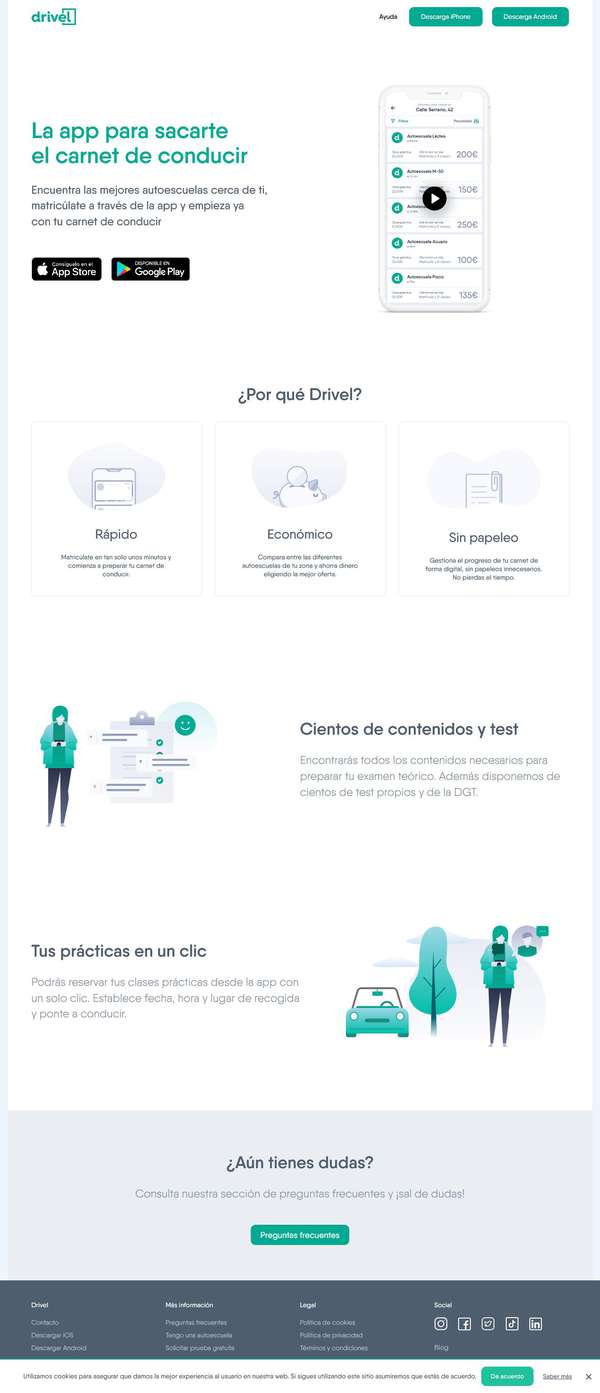 drivel
Ayuda
Descarga iPhone
Descarga Android
La app para sacarte
el carnet de conducir
Encuentra las mejores autoescuelas cerca de ti,
matricúlate a través de la app y empieza ya
con tu carnet de conducir
Consíguelo en el
App Store
DISPONIBLE EN
Google Play
Calle Serrano, 42
Filtros
d
Autoescuela Láctea
200€
d
Autoescuela M-50
150€
d
250€
d
Autoescuela Acuario
100€
d
Autoescuela Piscis
135€
¿Por qué Drivel?
Rápido
Matricúlate en tan solo unos minutos y
comienza a preparar tu carnet de
conducir.
Económico
Compara entre las diferentes
autoescuelas de tu zona y ahorra dinero
eligiendo la mejor oferta.
Sin papeleo
Gestiona el progreso de tu carnet de
forma digital, sin papeleos innecesarios.
No pierdas el tiempo.
Cientos de contenidos y test
Encontrarás todos los contenidos necesarios para
preparar tu examen teórico. Además disponemos de
cientos de test propios y de la DGT.
Tus prácticas en un clic
Podrás reservar tus clases prácticas desde la app con
un solo clic. Establece fecha, hora y lugar de recogida
y ponte a conducir.
¿Aún tienes dudas?
Consulta nuestra sección de preguntas frecuentes y ¡sal de dudas!
Preguntas frecuentes
Drivel
Contacto
Descargar iOS
Descargar Android
Más información
Preguntas frecuentes
Tengo una autoescuela
Solicitar prueba gratuita
Legal
Política de cookies
Política de privacidad
Términos y condiciones
Social
Blog
Utilizamos cookies para asegurar que damos la mejor experiencia al usuario en nuestra web. Si sigues utilizando este sitio asumiremos que estás de acuerdo.
De acuerdo
Saber más